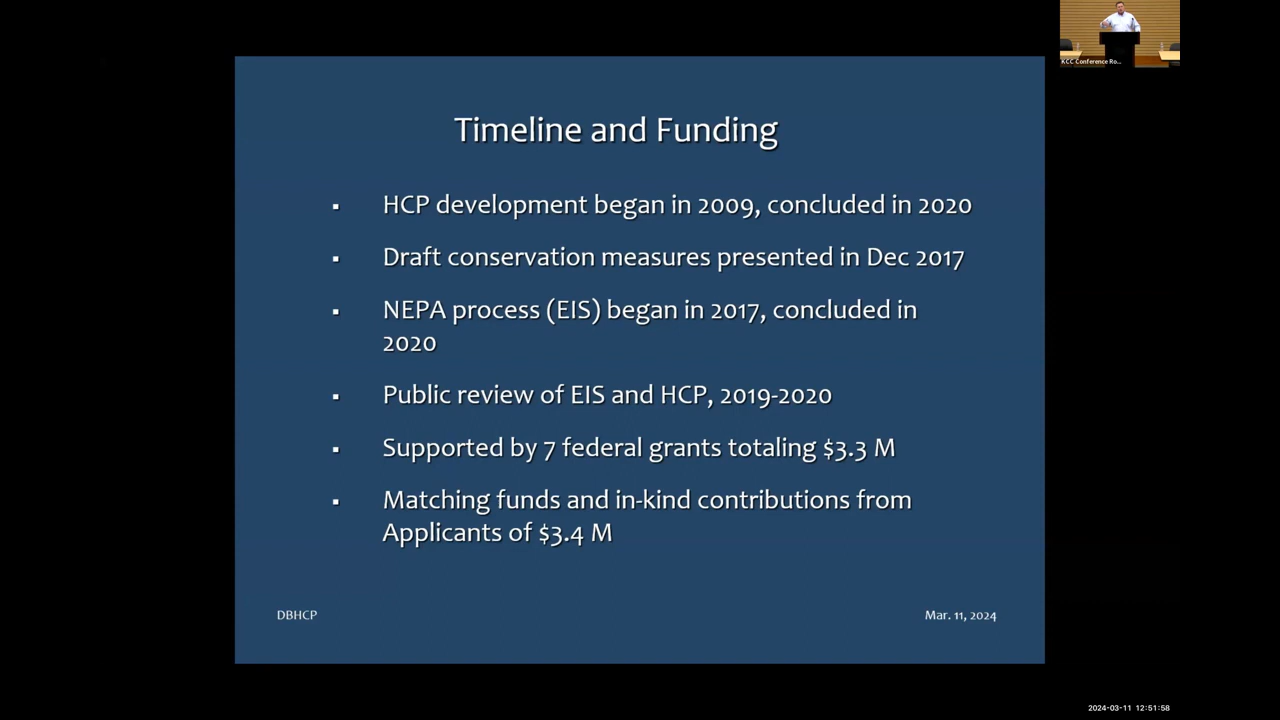 KCC Conference Ro...
Timeline and Funding
▪ HCP development began in 2009, concluded in 2020
▪ Draft conservation measures presented in Dec 2017
▪ NEPA process (EIS) began in 2017, concluded in
2020
▪ Public review of EIS and HCP, 2019-2020
▪ Supported by 7 federal grants totaling $3.3 M
▪ Matching funds and in-kind contributions from
Applicants of $3.4 M
DBHCP
Mar. 11, 2024
2024-03-11 12:51:58